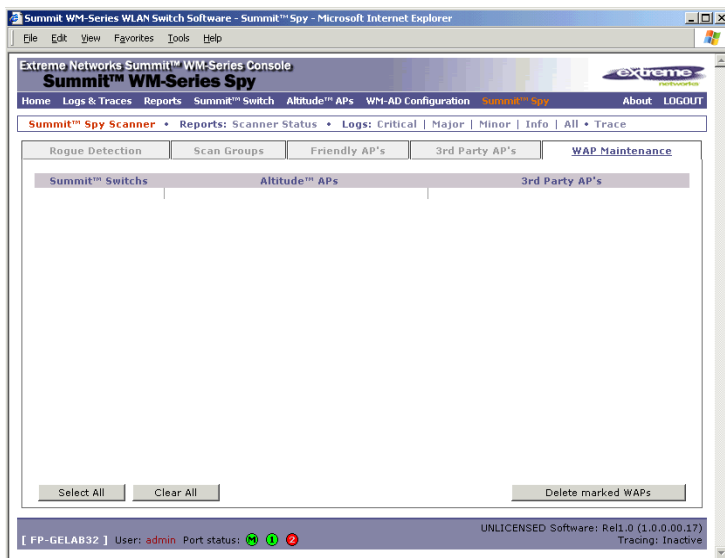 Summit WM-Series WLAN Switch Software - Summit™ Spy - Microsoft Internet Explorer
File Edit View Favorites Tools Help
Extreme Networks Summit™ WM-Series Console
Summit™ WM-Series Spy
extreme
networks
Home Logs & Traces Reports Summit™ Switch Altitude™ APs WM-AD Configuration Summit™ Spy About LOGOUT
Summit™ Spy Scanner • Reports: Scanner Status • Logs: Critical | Major | Minor | Info | All • Trace
Rogue Detection Scan Groups Friendly AP's 3rd Party AP's WAP Maintenance
Summit™ Switchs Altitude™ APs 3rd Party AP's
Select All Clear All Delete marked WAPs
[ FP-GELAB32 ] User: admin Port status: M 1 2 UNLICENSED Software: Rel1.0 (1.0.0.00.17)
Tracing: Inactive